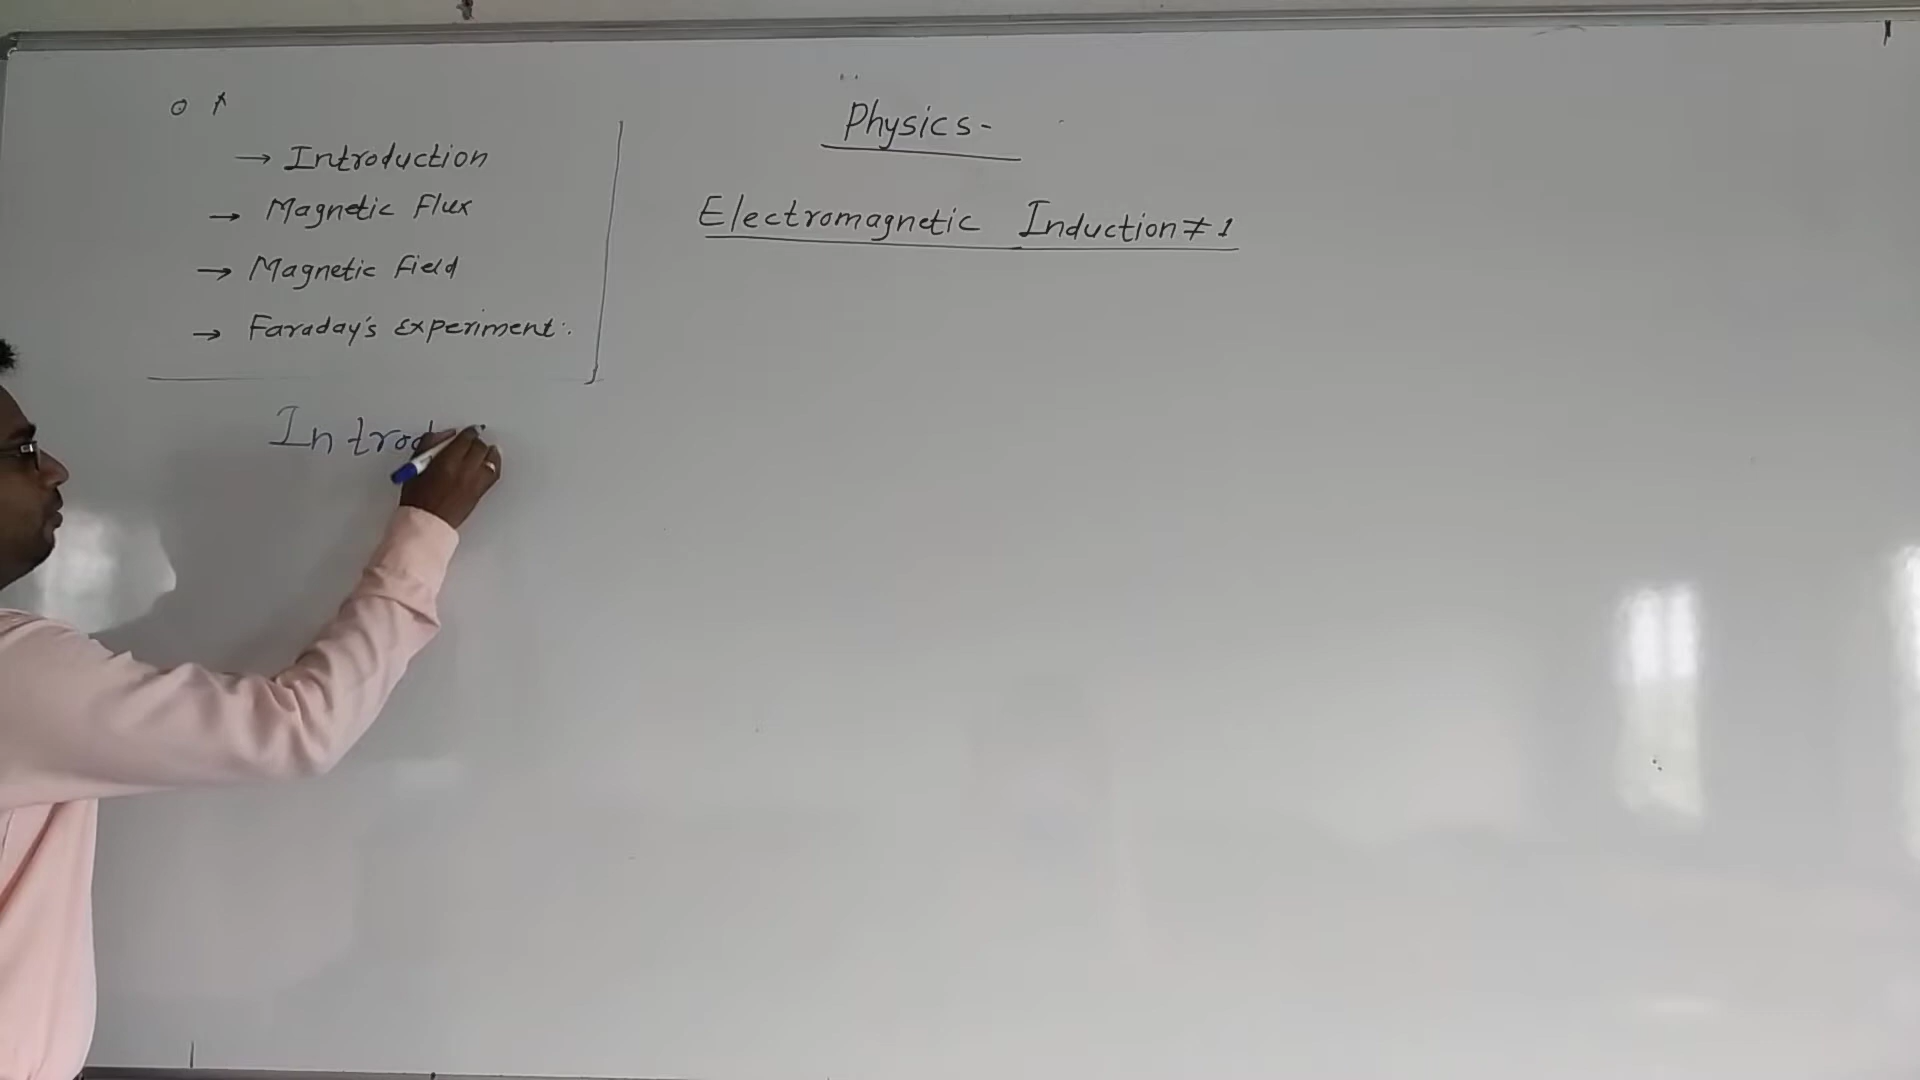 Physics-
Electromagnetic Induction ≠ 1
→ Introduction
→ Magnetic Flux
→ Magnetic Field
→ Faraday's Experiment:.
Introd